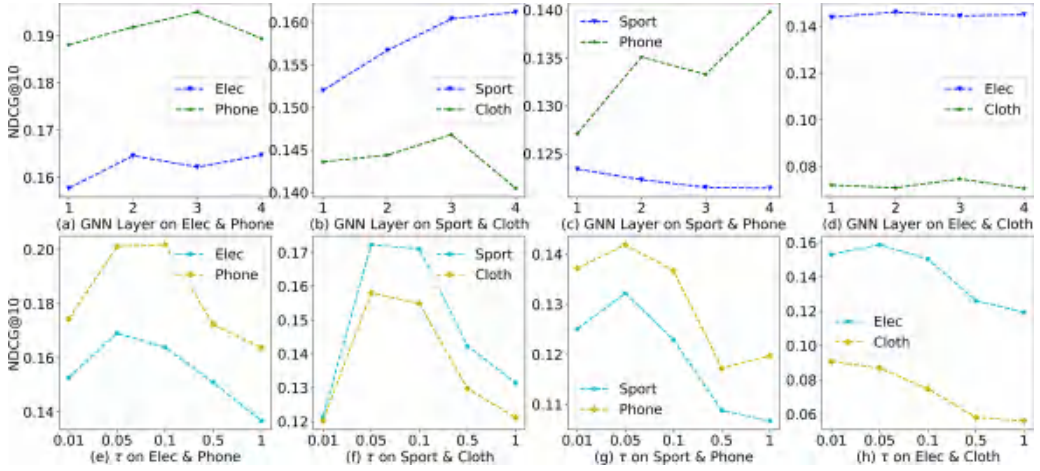 NDCG@10
0.19
0.18
0.17
0.16
Elec
Phone
1 2 3 4
(a) GNN Layer on Elec & Phone
0.160
0.155
0.150
0.145
0.140
Sport
Cloth
1 2 3 4
(b) GNN Layer on Sport & Cloth
0.140
0.135
0.130
0.125
Sport
Phone
1 2 3 4
(c) GNN Layer on Sport & Phone
0.14
0.12
0.10
0.08
Elec
Cloth
1 2 3 4
(d) GNN Layer on Elec & Cloth
NDCG@10
0.20
0.18
0.16
0.14
Elec
Phone
0.01 0.05 0.1 0.5 1
(e) τ on Elec & Phone
0.17
0.16
0.15
0.14
0.13
0.12
Sport
Cloth
0.01 0.05 0.1 0.5 1
(f) τ on Sport & Cloth
0.14
0.13
0.12
0.11
Sport
Phone
0.01 0.05 0.1 0.5 1
(g) τ on Sport & Phone
0.16
0.14
0.12
0.10
0.08
0.06
Elec
Cloth
0.01 0.05 0.1 0.5 1
(h) τ on Elec & Cloth